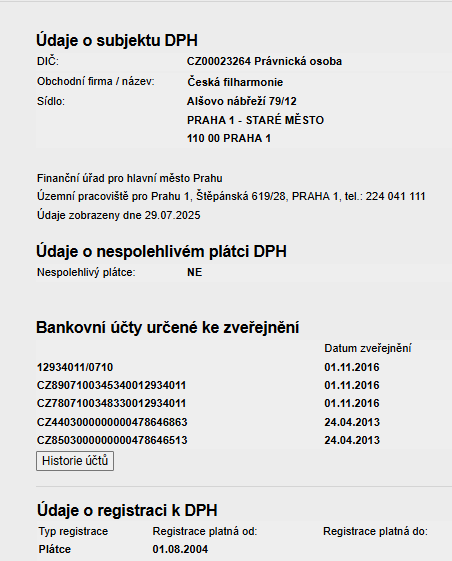 Údaje o subjektu DPH
DIČ: CZ00023264 Právnická osoba
Obchodní firma / název: Česká filharmonie
Sídlo: Alšovo nábřeží 79/12
PRAHA 1 - STARÉ MĚSTO
110 00 PRAHA 1
Finanční úřad pro hlavní město Prahu
Územní pracoviště pro Prahu 1, Štěpánská 619/28, PRAHA 1, tel.: 224 041 111
Údaje zobrazeny dne 29.07.2025
Údaje o nespolehlivém plátci DPH
Nespolehlivý plátce: NE
Bankovní účty určené ke zveřejnění
Datum zveřejnění
12934011/0710 01.11.2016
CZ8907100345340012934011 01.11.2016
CZ7807100348330012934011 01.11.2016
CZ4403000000000478646863 24.04.2013
CZ8503000000000478646513 24.04.2013
Historie účtů
Údaje o registraci k DPH
Typ registrace Registrace platná od: Registrace platná do:
Plátce 01.08.2004